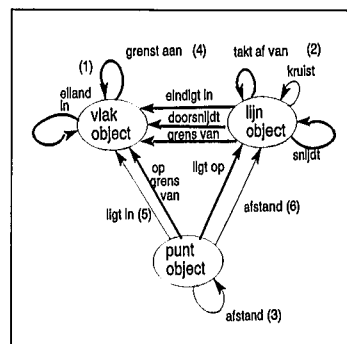 grenst aan (4)
takt af van (2)
(1)
kruist
eiland
in
eindigt in
vlak
object
doorsnijdt
lijn
object
grens van
snijdt
op
grens
van
ligt op
ligt in (5)
afstand (6)
punt
object
afstand (3)